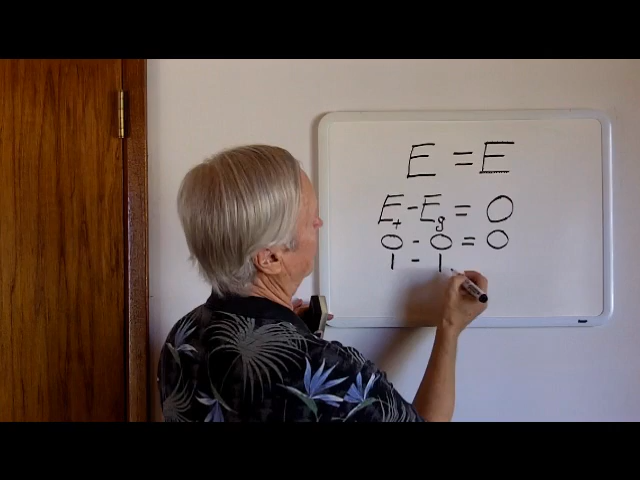 E = E
E+ - Eg = 0
0 - 0 = 0
1 - 1